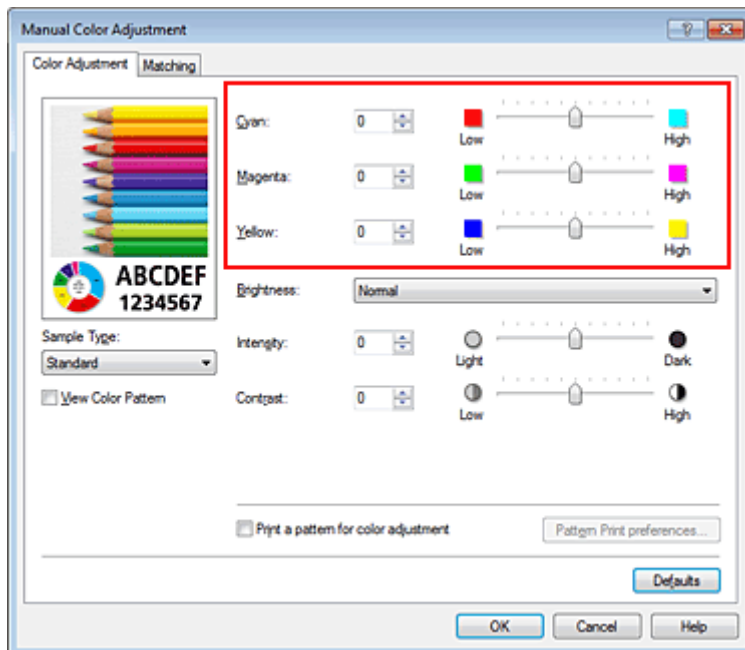 Manual Color Adjustment
Color Adjustment Matching
Cyan: 0 Low High
Magenta: 0 Low High
Yellow: 0 Low High
ABCDEF
1234567
Brightness: Normal
Sample Type:
Standard
Intensity: 0 Light Dark
View Color Pattern
Contrast: 0 Low High
Print a pattern for color adjustment Pattern Print preferences...
Defaults
OK Cancel Help